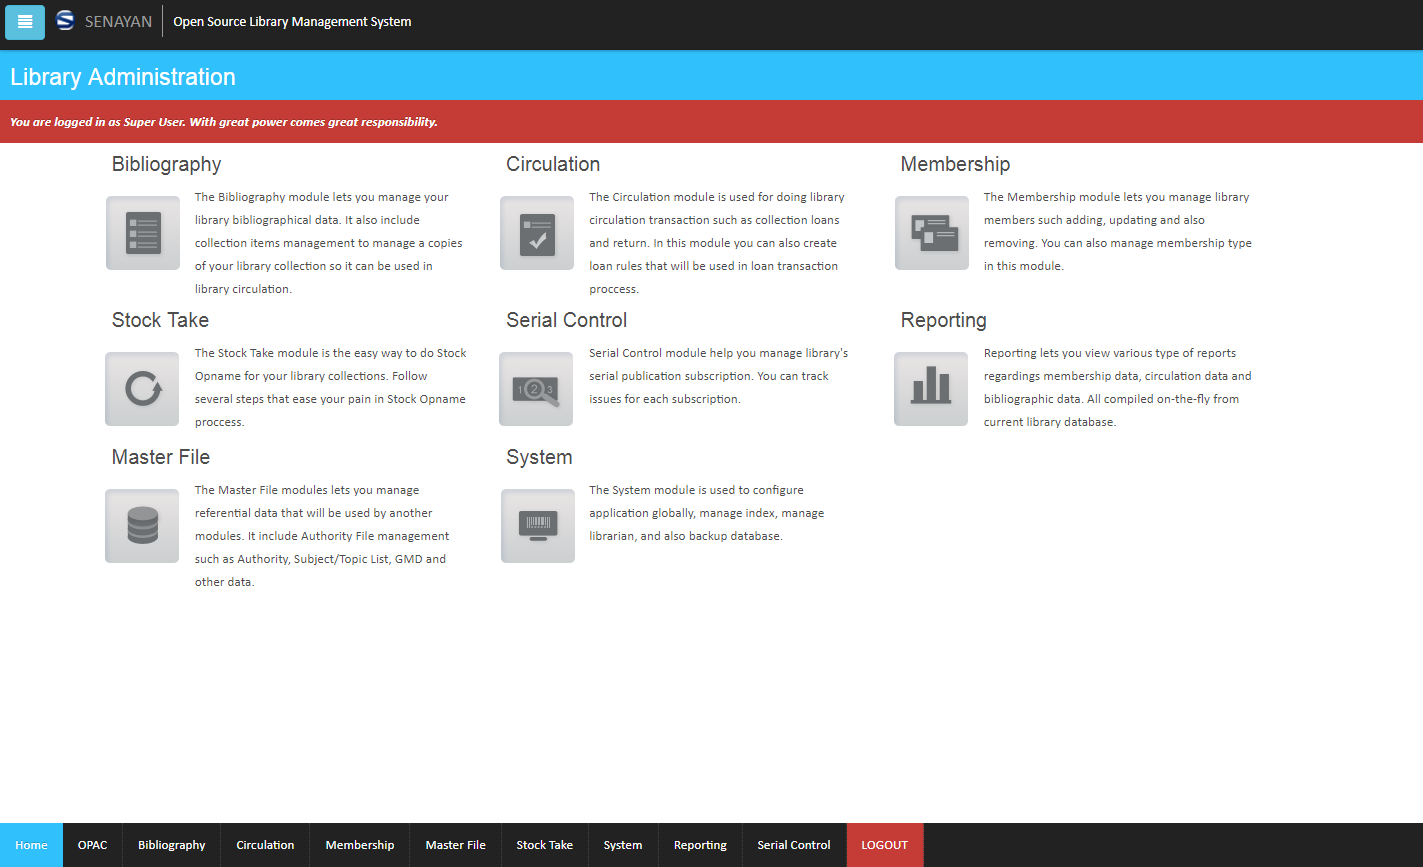 SENAYAN
Open Source Library Management System
Library Administration
You are logged in as Super User. With great power comes great responsibility.
Bibliography
The Bibliography module lets you manage your
library bibliographical data. It also include
collection items management to manage a copies
of your library collection so it can be used in
library circulation.
Circulation
The Circulation module is used for doing library
circulation transaction such as collection loans
and return. In this module you can also create
loan rules that will be used in loan transaction
proccess.
Membership
The Membership module lets you manage library
members such adding, updating and also
removing. You can also manage membership type
in this module.
Stock Take
The Stock Take module is the easy way to do Stock
Opname for your library collections. Follow
several steps that ease your pain in Stock Opname
proccess.
Serial Control
1 2 3
Serial Control module help you manage library's
serial publication subscription. You can track
issues for each subscription.
Reporting
Reporting lets you view various type of reports
regardings membership data, circulation data and
bibliographic data. All compiled on-the-fly from
current library database.
Master File
The Master File modules lets you manage
referential data that will be used by another
modules. It include Authority File management
such as Authority, Subject/Topic List, GMD and
other data.
System
The System module is used to configure
application globally, manage index, manage
librarian, and also backup database.
Home OPAC Bibliography Circulation Membership Master File Stock Take System Reporting Serial Control LOGOUT